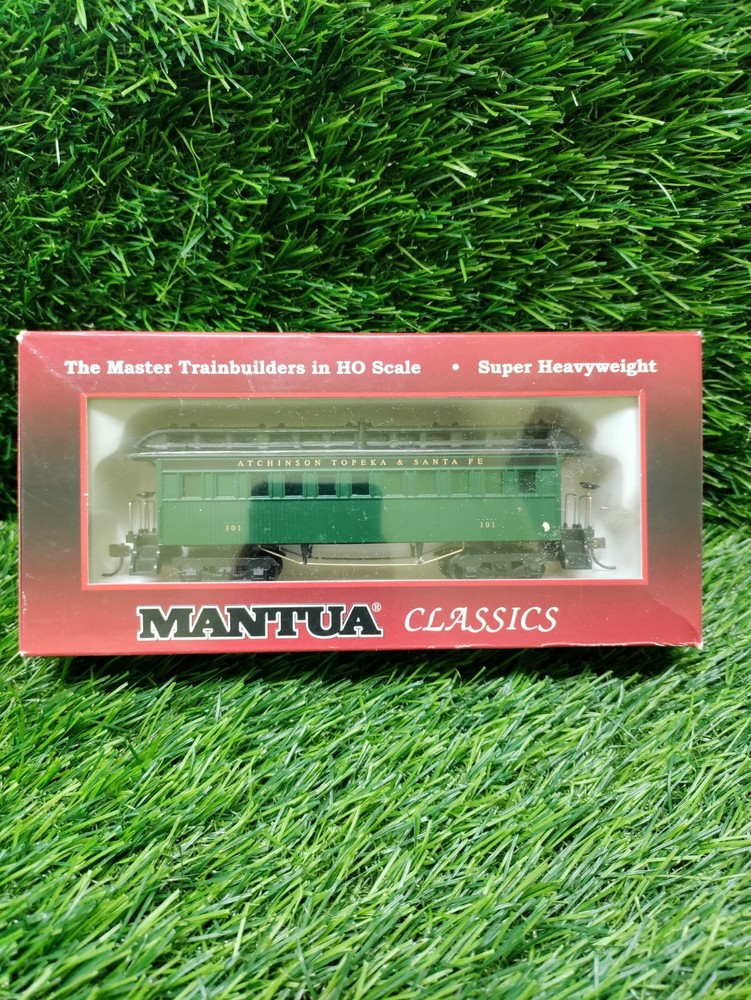 The Master Trainbuilders in HO Scale • Super Heavyweight
ATCHINSON TOPEKA & SANTA FE
101 101
MANTUA® CLASSICS